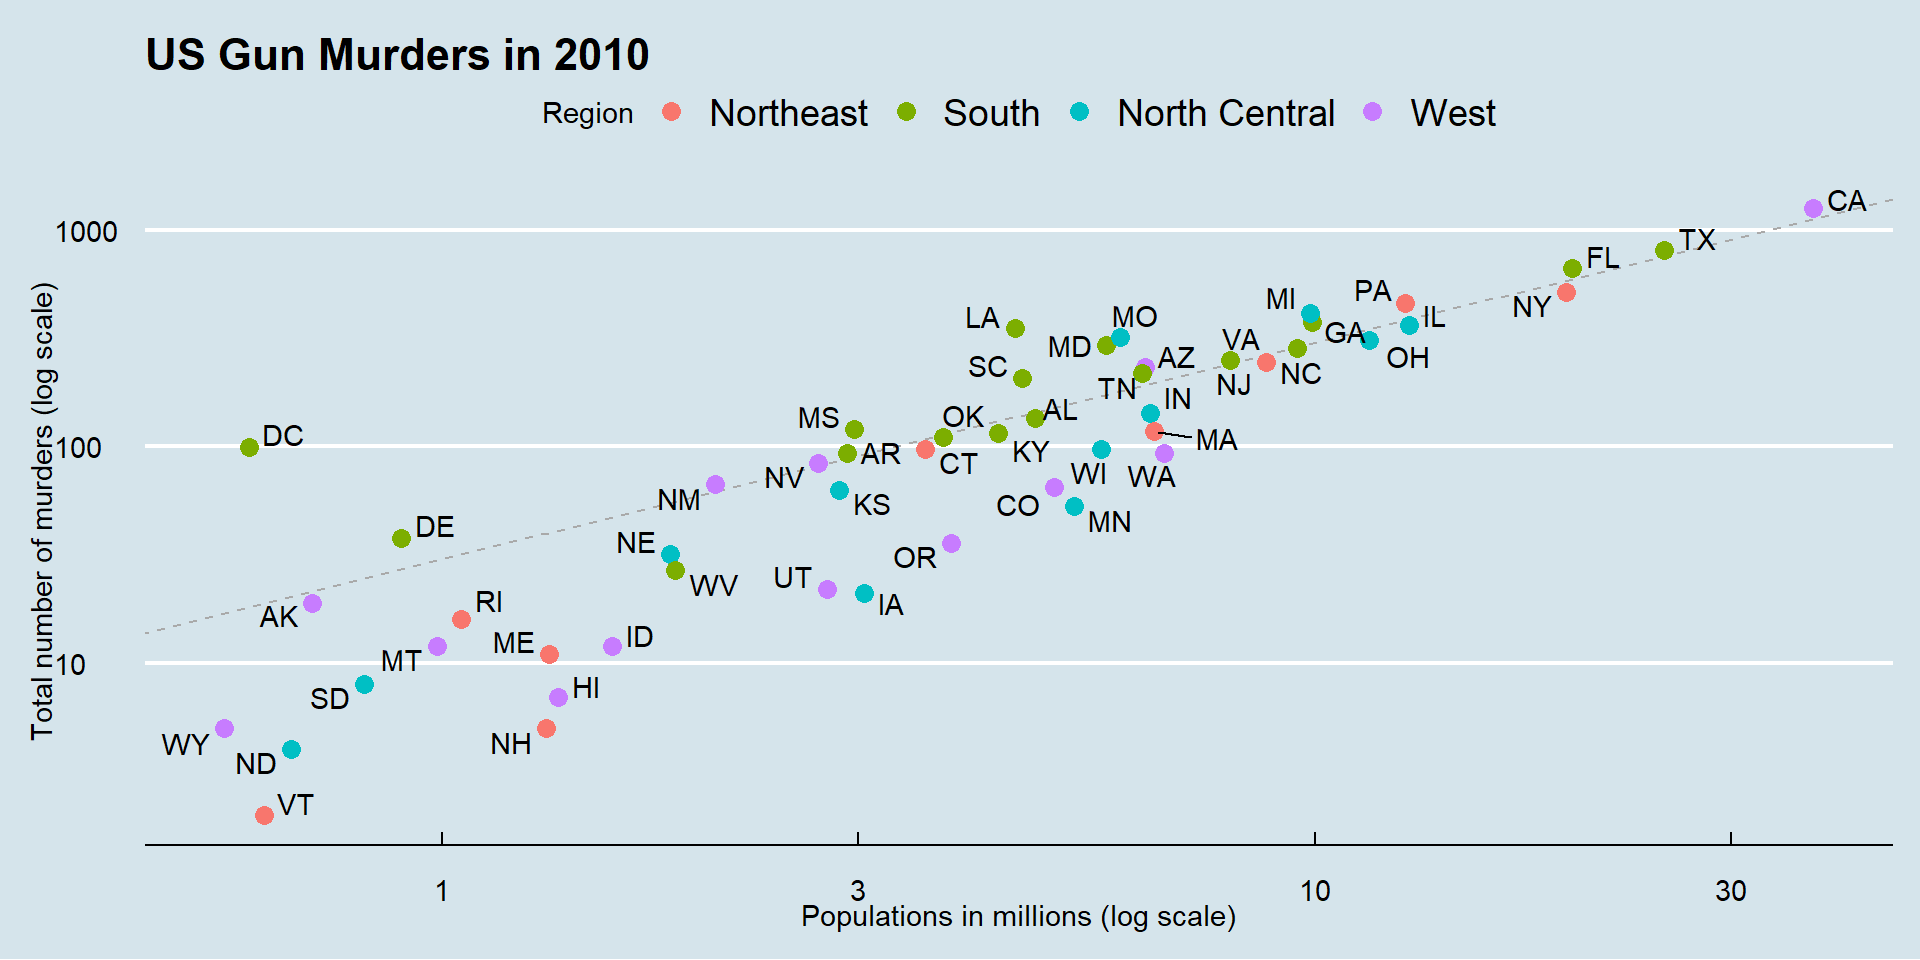 US Gun Murders in 2010
Region Northeast South North Central West
Total number of murders (log scale)
1000
100
10
CA
TX
FL
NY
PA
IL
MI
GA
OH
LA
MO
MD
VA
SC
AZ
NJ
NC
TN
IN
AL
OK
MS
DC
MA
KY
AR
CT
WI
WA
NV
NM
KS
CO
MN
DE
NE
OR
WV
UT
IA
AK
RI
ME
ID
MT
HI
SD
NH
WY
ND
VT
1 3 10 30
Populations in millions (log scale)